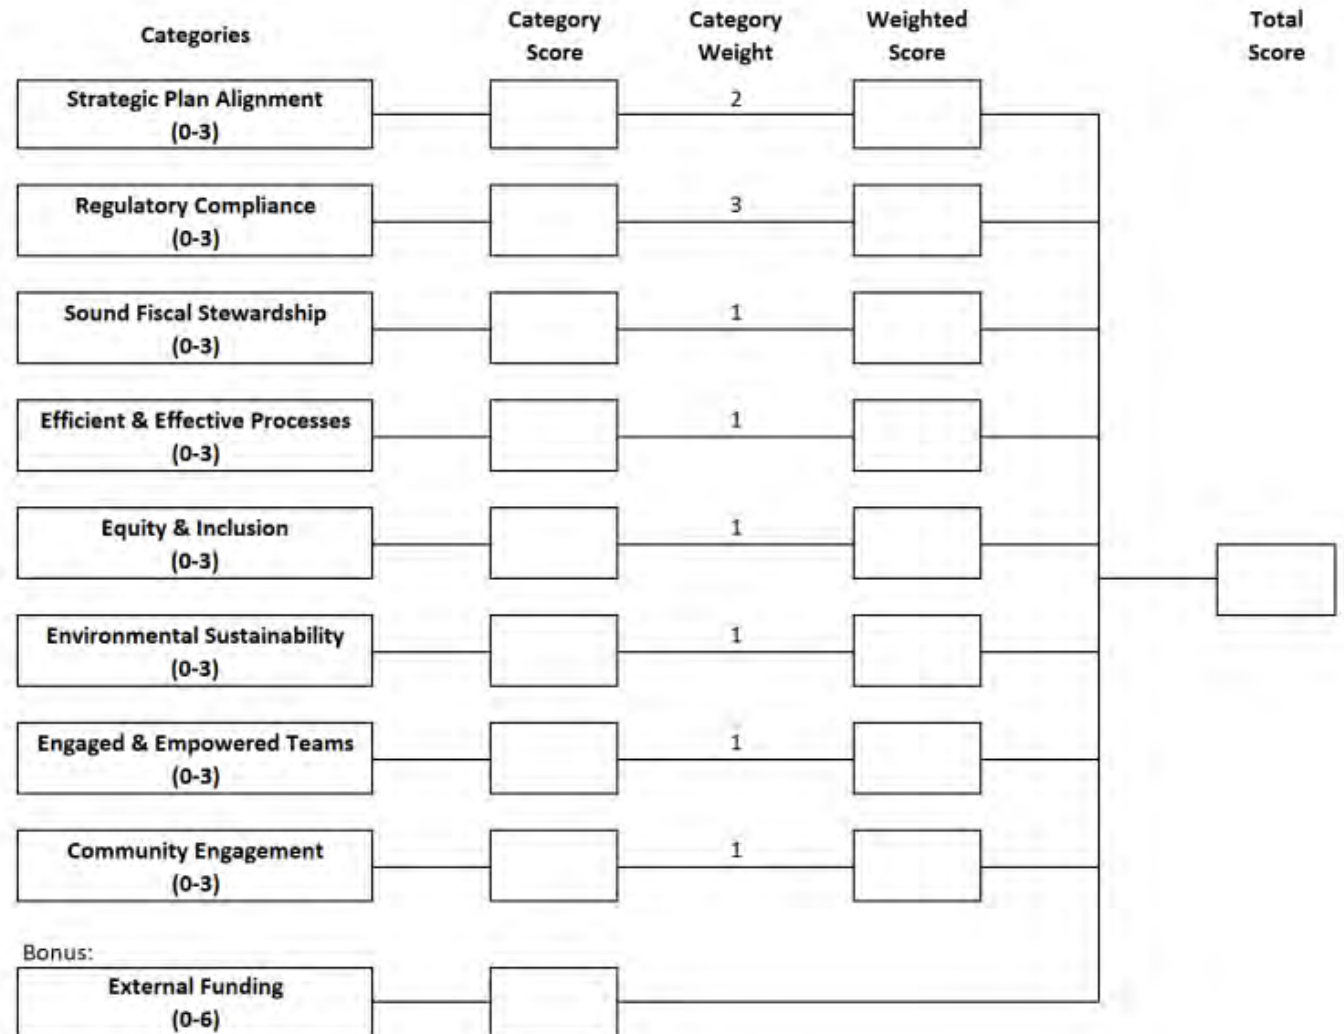 Categories
Category
Score
Category
Weight
Weighted
Score
Total
Score
Strategic Plan Alignment
(0-3)
2
Regulatory Compliance
(0-3)
3
Sound Fiscal Stewardship
(0-3)
1
Efficient & Effective Processes
(0-3)
1
Equity & Inclusion
(0-3)
1
Environmental Sustainability
(0-3)
1
Engaged & Empowered Teams
(0-3)
1
Community Engagement
(0-3)
1
Bonus:
External Funding
(0-6)